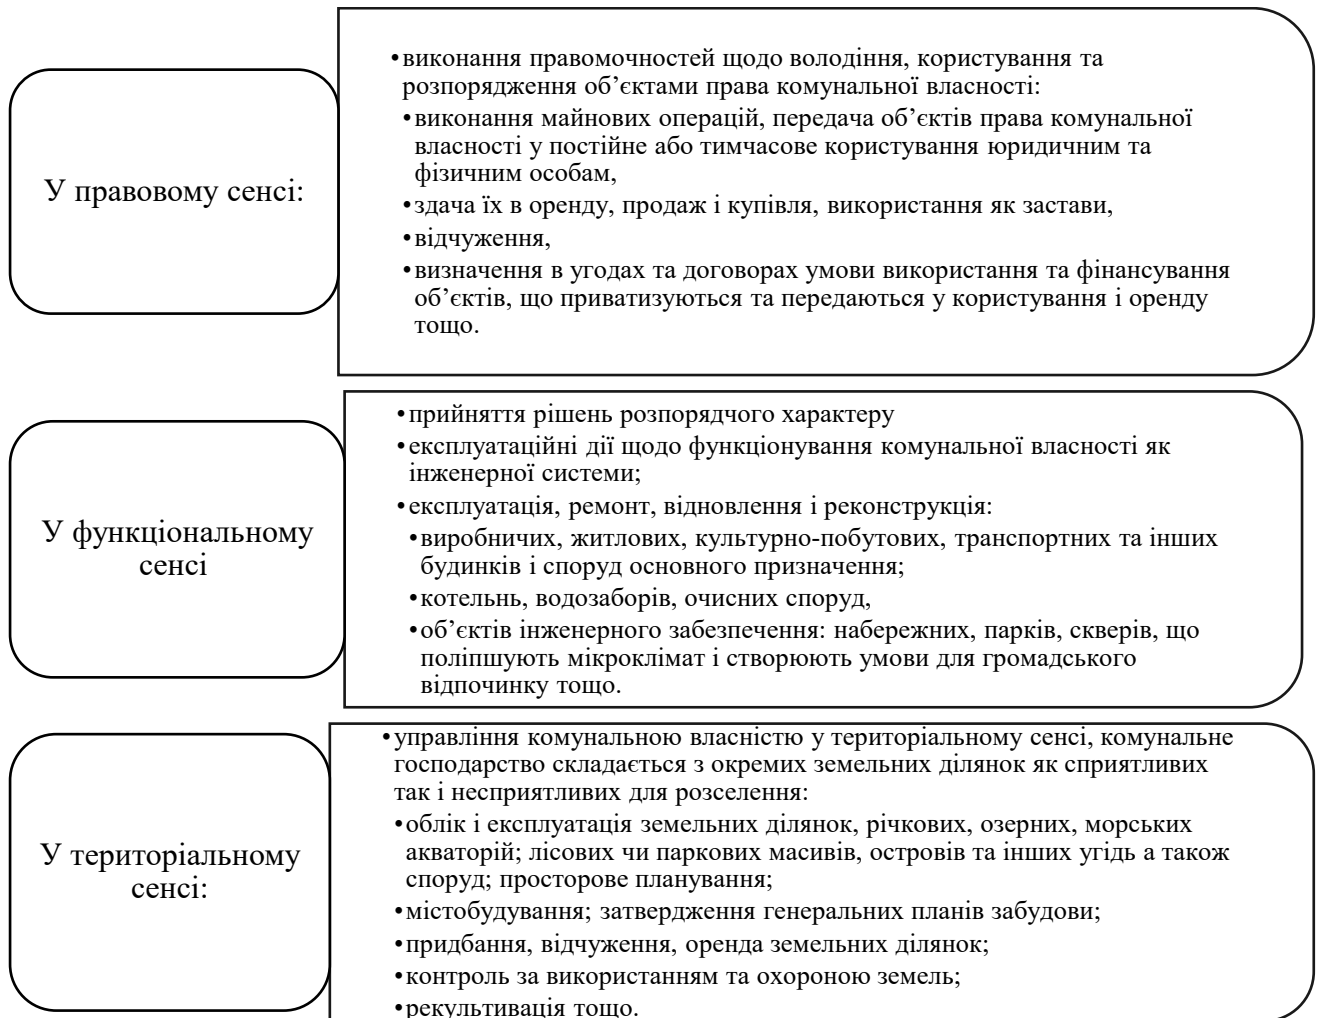 У правовому сенсі:
•виконання правомочностей щодо володіння, користування та
розпорядження об’єктами права комунальної власності:
•виконання майнових операцій, передача об’єктів права комунальної
власності у постійне або тимчасове користування юридичним та
фізичним особам,
•здача їх в оренду, продаж і купівля, використання як застави,
•відчуження,
•визначення в угодах та договорах умови використання та фінансування
об’єктів, що приватизуються та передаються у користування і оренду
тощо.
У функціональному
сенсі
•прийняття рішень розпорядчого характеру
•експлуатаційні дії щодо функціонування комунальної власності як
інженерної системи;
•експлуатація, ремонт, відновлення і реконструкція:
•виробничих, житлових, культурно-побутових, транспортних та інших
будинків і споруд основного призначення;
•котельнь, водозаборів, очисних споруд,
•об’єктів інженерного забезпечення: набережних, парків, скверів, що
поліпшують мікроклімат і створюють умови для громадського
відпочинку тощо.
У територіальному
сенсі:
•управління комунальною власністю у територіальному сенсі, комунальне
господарство складається з окремих земельних ділянок як сприятливих
так і несприятливих для розселення:
•облік і експлуатація земельних ділянок, річкових, озерних, морських
акваторій; лісових чи паркових масивів, островів та інших угідь а також
споруд; просторове планування;
•містобудування; затвердження генеральних планів забудови;
•придбання, відчуження, оренда земельних ділянок;
•контроль за використанням та охороною земель;
•рекультивація тощо.